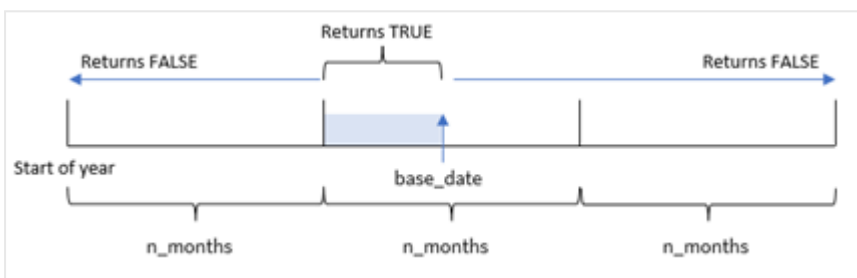 Returns TRUE
Returns FALSE
Returns FALSE
Start of year
base_date
n_months
n_months
n_months